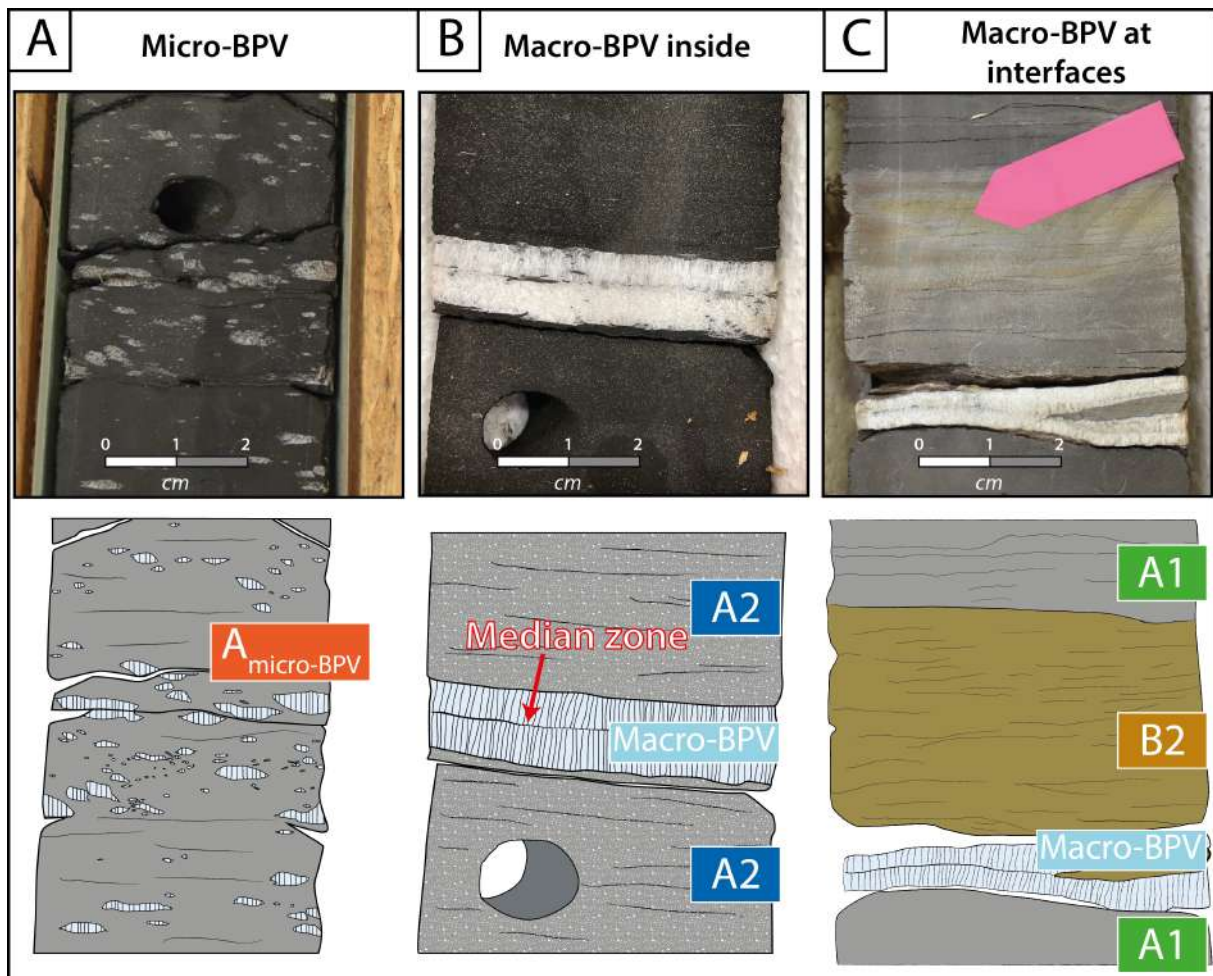 A
Micro-BPV
B
Macro-BPV inside
C
Macro-BPV at
interfaces
0 1 2
cm
0 1 2
cm
0 1 2
cm
A micro-BPV
A2
Median zone
Macro-BPV
A2
A1
B2
Macro-BPV
A1